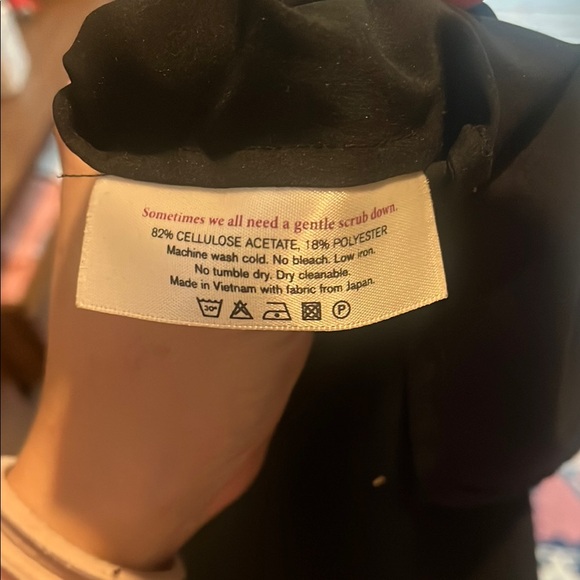 Sometimes we all need a gentle scrub down.
82% CELLULOSE ACETATE, 18% POLYESTER
Machine wash cold. No bleach. Low iron.
No tumble dry. Dry cleanable.
Made in Vietnam with fabric from Japan.
30° P